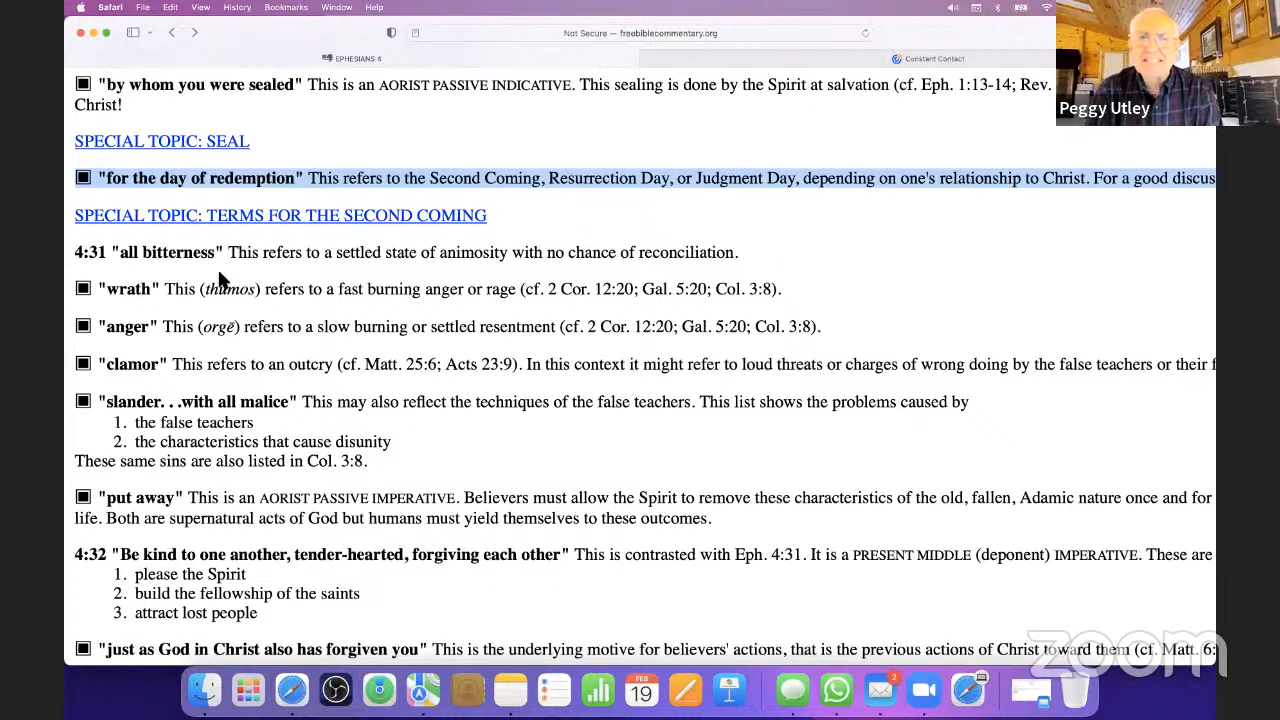 Safari File Edit View History Bookmarks Window Help
Not Secure — freebiblecommentary.org
EPHESIANS 4
Constant Contact
"by whom you were sealed" This is an AORIST PASSIVE INDICATIVE. This sealing is done by the Spirit at salvation (cf. Eph. 1:13-14; Rev.
Christ!
Peggy Utley
SPECIAL TOPIC: SEAL
"for the day of redemption" This refers to the Second Coming, Resurrection Day, or Judgment Day, depending on one's relationship to Christ. For a good discus
SPECIAL TOPIC: TERMS FOR THE SECOND COMING
4:31 "all bitterness" This refers to a settled state of animosity with no chance of reconciliation.
"wrath" This (thumos) refers to a fast burning anger or rage (cf. 2 Cor. 12:20; Gal. 5:20; Col. 3:8).
"anger" This (orgē) refers to a slow burning or settled resentment (cf. 2 Cor. 12:20; Gal. 5:20; Col. 3:8).
"clamor" This refers to an outcry (cf. Matt. 25:6; Acts 23:9). In this context it might refer to loud threats or charges of wrong doing by the false teachers or their f
"slander. . .with all malice" This may also reflect the techniques of the false teachers. This list shows the problems caused by
1. the false teachers
2. the characteristics that cause disunity
These same sins are also listed in Col. 3:8.
"put away" This is an AORIST PASSIVE IMPERATIVE. Believers must allow the Spirit to remove these characteristics of the old, fallen, Adamic nature once and for
life. Both are supernatural acts of God but humans must yield themselves to these outcomes.
4:32 "Be kind to one another, tender-hearted, forgiving each other" This is contrasted with Eph. 4:31. It is a PRESENT MIDDLE (deponent) IMPERATIVE. These are
1. please the Spirit
2. build the fellowship of the saints
3. attract lost people
"just as God in Christ also has forgiven you" This is the underlying motive for believers' actions, that is the previous actions of Christ toward them (cf. Matt. 6:
zoom
FEB
19
2